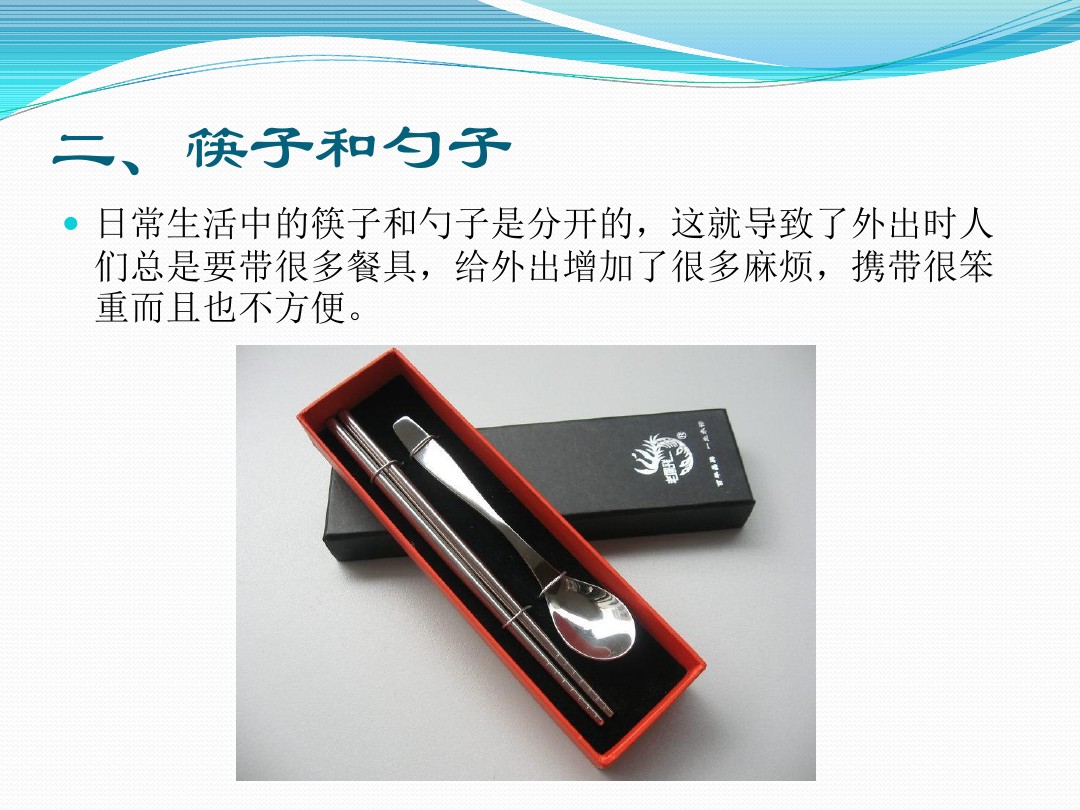 二、筷子和勺子
日常生活中的筷子和勺子是分开的，这就导致了外出时人
们总是要带很多餐具，给外出增加了很多麻烦，携带很笨
重而且也不方便。